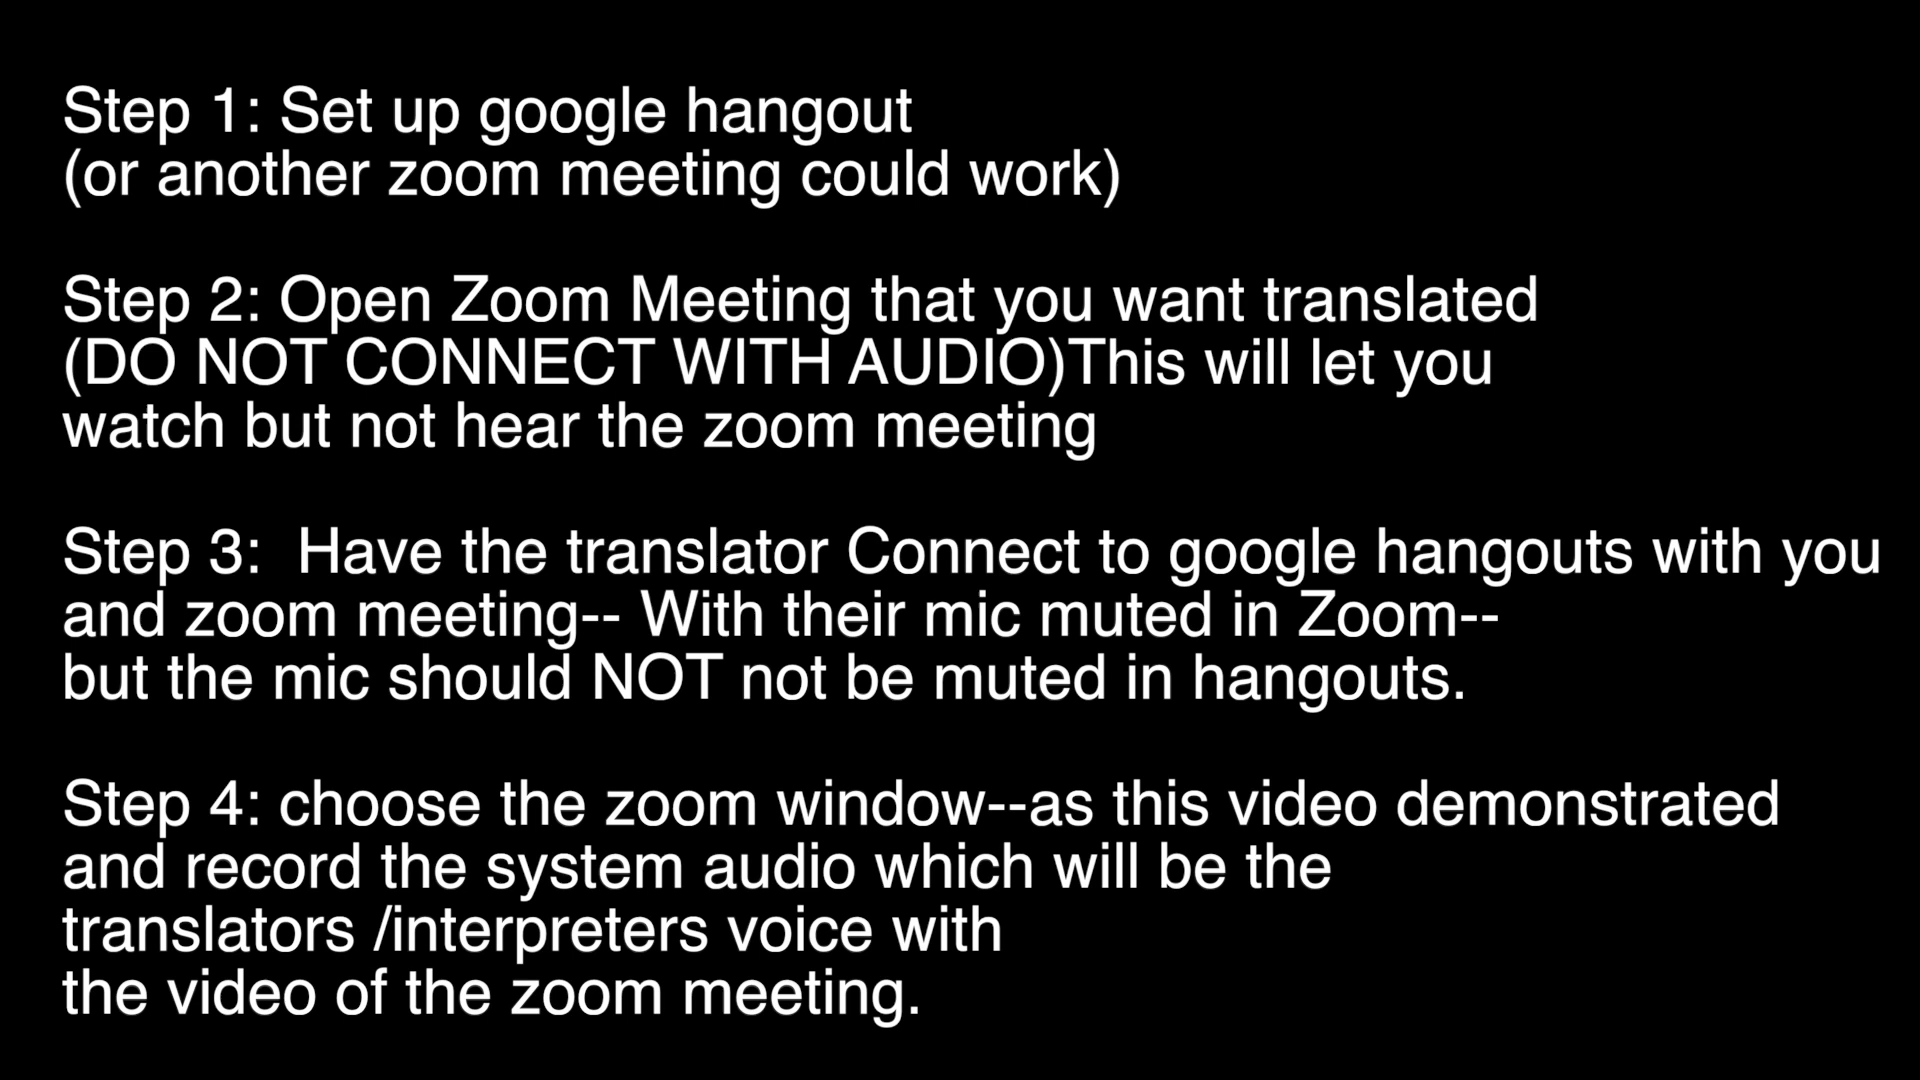 Step 1: Set up google hangout
(or another zoom meeting could work)
Step 2: Open Zoom Meeting that you want translated
(DO NOT CONNECT WITH AUDIO)This will let you
watch but not hear the zoom meeting
Step 3:  Have the translator Connect to google hangouts with you
and zoom meeting-- With their mic muted in Zoom--
but the mic should NOT not be muted in hangouts.
Step 4: choose the zoom window--as this video demonstrated
and record the system audio which will be the
translators /interpreters voice with
the video of the zoom meeting.